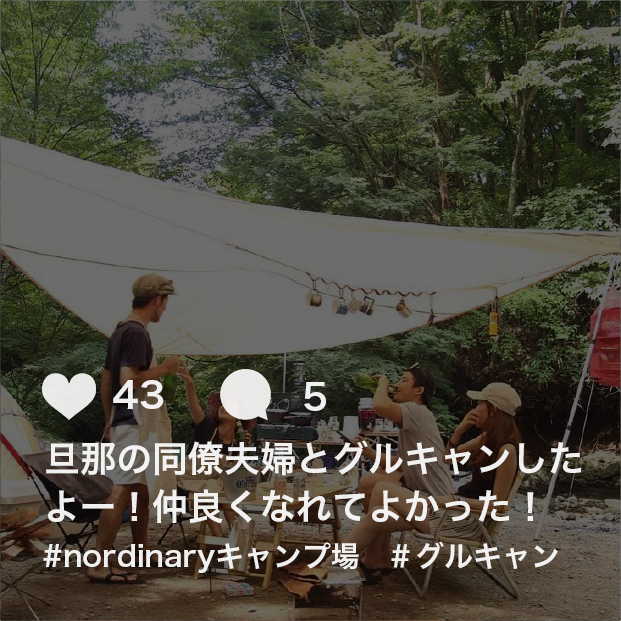 43 5
旦那の同僚夫婦とグルキャンした
よー！仲良くなれてよかった！
#nordinaryキャンプ場　#グルキャン